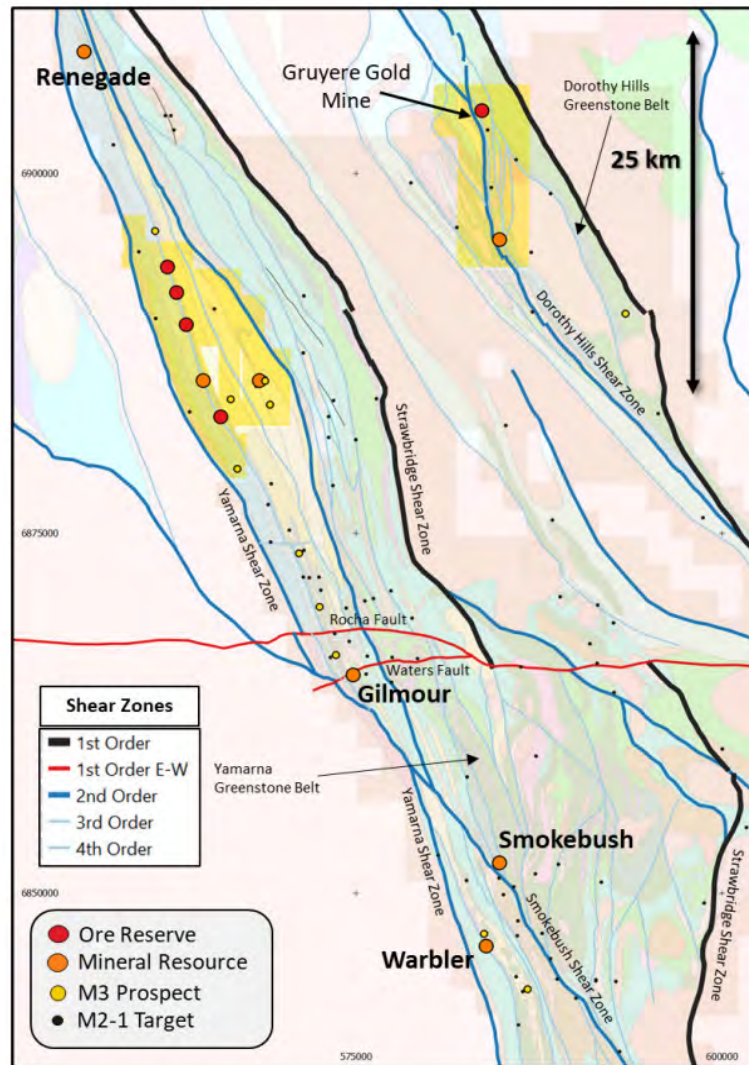 Renegade
Gruyere Gold
Mine
Dorothy Hills
Greenstone Belt
25 km
6900000
Dorothy Hills Shear Zone
Strawbridge Shear Zone
Yamarna Shear Zone
6875000
Rocha Fault
Waters Fault
Gilmour
Shear Zones
1st Order
1st Order E-W
2nd Order
3rd Order
4th Order
Yamarna
Greenstone Belt
Yamarna Shear Zone
Smokebush
Smokebush Shear Zone
Strawbridge Shear Zone
6850000
Warbler
Ore Reserve
Mineral Resource
M3 Prospect
M2-1 Target
575000
600000